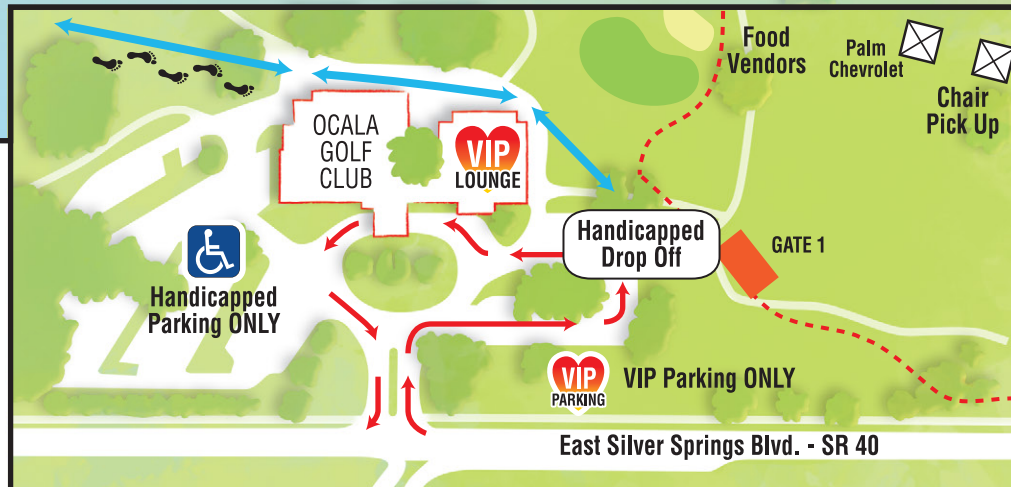 Food
Vendors
Palm
Chevrolet
Chair
Pick Up
OCALA
GOLF
CLUB
VIP
LOUNGE
Handicapped
Drop Off
GATE 1
Handicapped
Parking ONLY
VIP
PARKING
VIP Parking ONLY
East Silver Springs Blvd. - SR 40